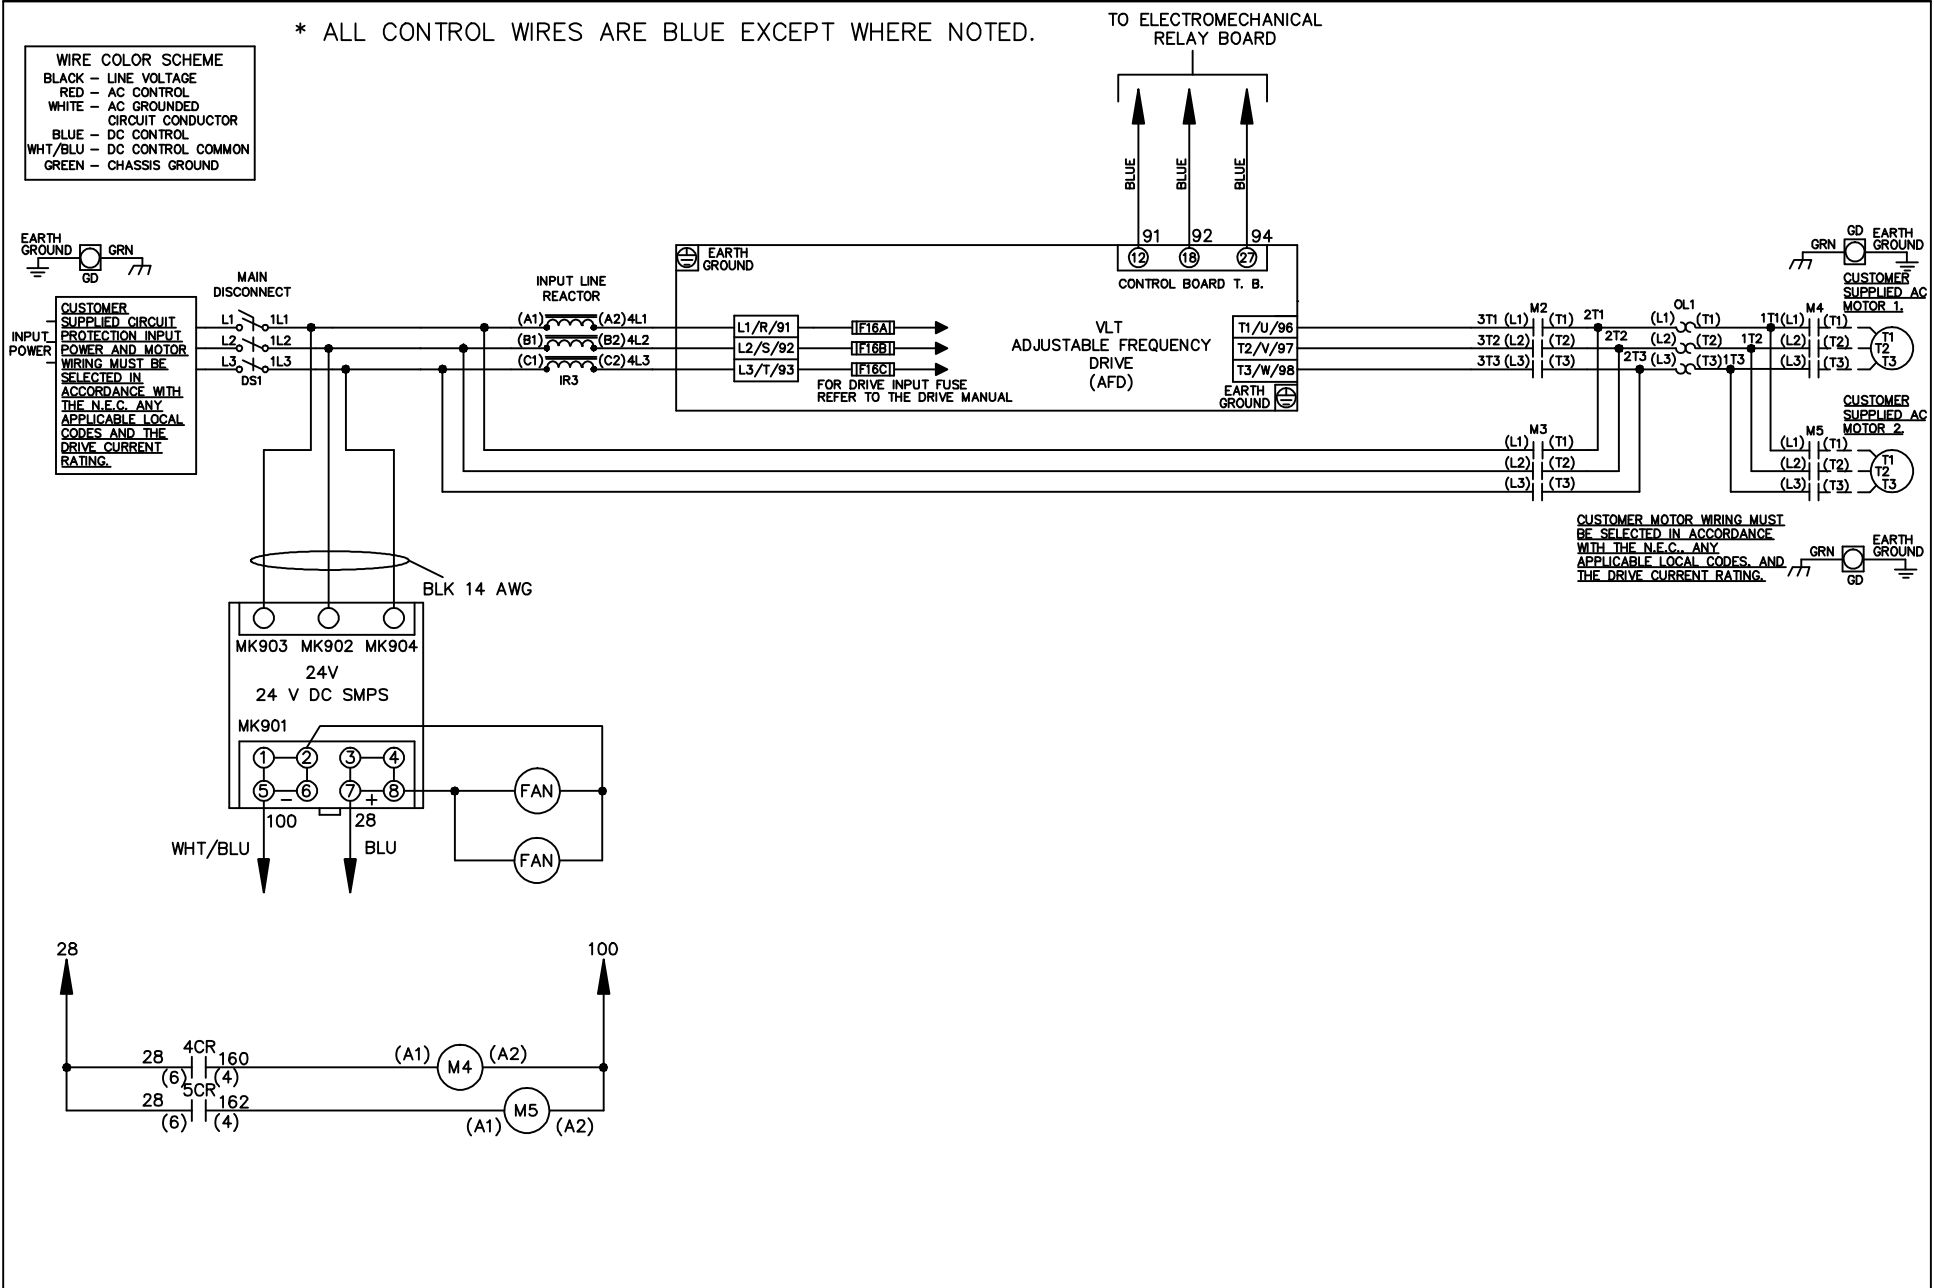 * ALL CONTROL WIRES ARE BLUE EXCEPT WHERE NOTED.
TO ELECTROMECHANICAL
RELAY BOARD
WIRE COLOR SCHEME
BLACK – LINE VOLTAGE
RED – AC CONTROL
WHITE – AC GROUNDED
CIRCUIT CONDUCTOR
BLUE – DC CONTROL
WHT/BLU – DC CONTROL COMMON
GREEN – CHASSIS GROUND
BLUE
BLUE
BLUE
91 92 94
12 18 27
CONTROL BOARD T. B.
EARTH
GROUND
GRN
GD
MAIN
DISCONNECT
L1 1L1
L2 1L2
L3 1L3
DS1
INPUT
POWER
CUSTOMER
SUPPLIED CIRCUIT
PROTECTION INPUT
POWER AND MOTOR
WIRING MUST BE
SELECTED IN
ACCORDANCE WITH
THE N.E.C. ANY
APPLICABLE LOCAL
CODES AND THE
DRIVE CURRENT
RATING.
INPUT LINE
REACTOR
(A1) (A2) 4L1
(B1) (B2) 4L2
(C1) (C2) 4L3
IR3
EARTH
GROUND
L1/R/91 F16A
L2/S/92 F16B
L3/T/93 F16C
FOR DRIVE INPUT FUSE
REFER TO THE DRIVE MANUAL
VLT
ADJUSTABLE FREQUENCY
DRIVE
(AFD)
T1/U/96
T2/V/97
T3/W/98
EARTH
GROUND
M2
3T1 (L1) (T1) 2T1
3T2 (L2) (T2) 2T2
3T3 (L3) (T3) 2T3
OL1
(L1) (T1) 1T1
(L2) (T2) 1T2
(L3) (T3) 1T3
M4
(L1) (T1)
(L2) (T2)
(L3) (T3)
T1
T2
T3
GRN
GD
EARTH
GROUND
CUSTOMER
SUPPLIED AC
MOTOR 1.
M3
(L1) (T1)
(L2) (T2)
(L3) (T3)
CUSTOMER
SUPPLIED AC
MOTOR 2.
M5
(L1) (T1)
(L2) (T2)
(L3) (T3)
T1
T2
T3
CUSTOMER MOTOR WIRING MUST
BE SELECTED IN ACCORDANCE
WITH THE N.E.C., ANY
APPLICABLE LOCAL CODES, AND
THE DRIVE CURRENT RATING.
GRN
GD
EARTH
GROUND
BLK 14 AWG
MK903 MK902 MK904
24V
24 V DC SMPS
MK901
1 2 3 4
5 – 6 7 + 8
100 28
WHT/BLU BLU
FAN
FAN
28 100
28 4CR 160 (A1) M4 (A2)
(6) (4)
28 5CR 162 M5
(6) (4) (A1) (A2)